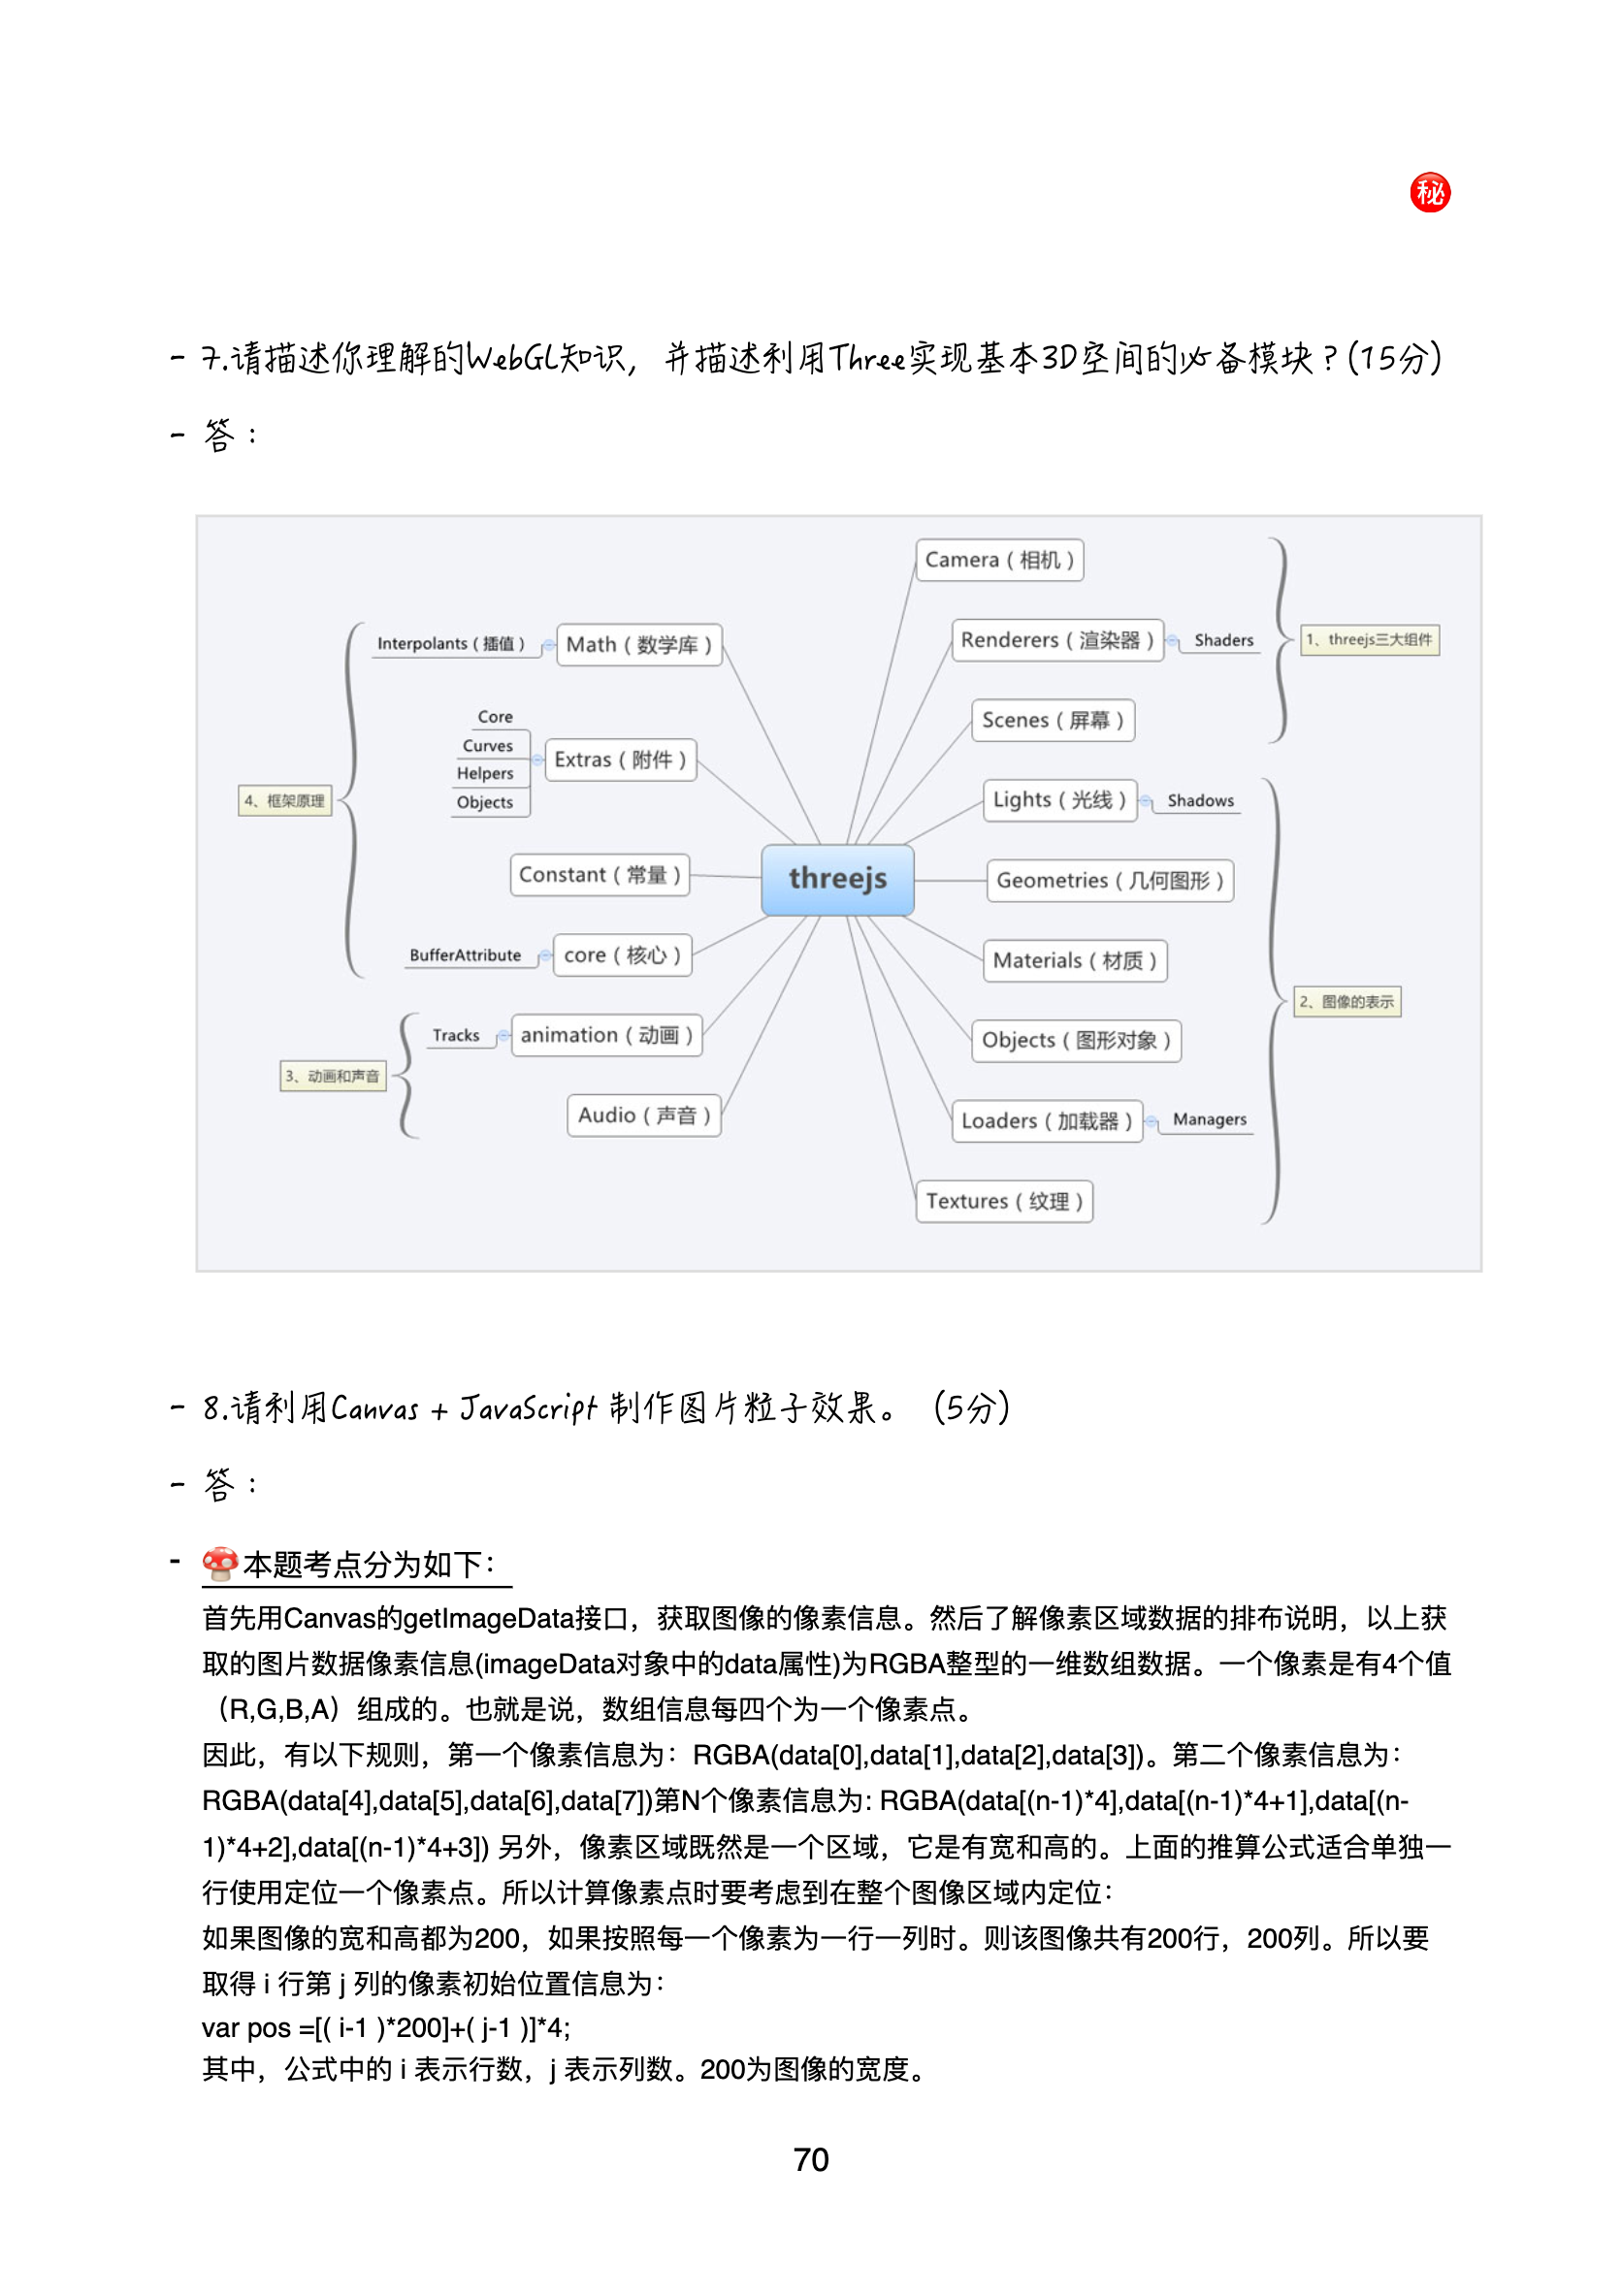 ㊙
- 7.请描述你理解的WebGL知识，并描述利用Three实现基本3D空间的必备模块？(15分)
- 答：
Camera（相机）
Renderers（渲染器）
Shaders
Scenes（屏幕）
1、threejs三大组件
Lights（光线）
Shadows
Geometries（几何图形）
Materials（材质）
Objects（图形对象）
Loaders（加载器）
Managers
Textures（纹理）
2、图像的表示
threejs
Interpolants（插值）
Math（数学库）
Core
Curves
Helpers
Objects
Extras（附件）
Constant（常量）
BufferAttribute
core（核心）
4、框架原理
Tracks
animation（动画）
Audio（声音）
3、动画和声音
- 8.请利用Canvas + JavaScript 制作图片粒子效果。（5分）
- 答：
- 🍄本题考点分为如下：
首先用Canvas的getImageData接口，获取图像的像素信息。然后了解像素区域数据的排布说明，以上获
取的图片数据像素信息(imageData对象中的data属性)为RGBA整型的一维数组数据。一个像素是有4个值
（R,G,B,A）组成的。也就是说，数组信息每四个为一个像素点。
因此，有以下规则，第一个像素信息为：RGBA(data[0],data[1],data[2],data[3])。第二个像素信息为：
RGBA(data[4],data[5],data[6],data[7])第N个像素信息为: RGBA(data[(n-1)*4],data[(n-1)*4+1],data[(n-
1)*4+2],data[(n-1)*4+3]) 另外，像素区域既然是一个区域，它是有宽和高的。上面的推算公式适合单独一
行使用定位一个像素点。所以计算像素点时要考虑到在整个图像区域内定位：
如果图像的宽和高都为200，如果按照每一个像素为一行一列时。则该图像共有200行，200列。所以要
取得 i 行第 j 列的像素初始位置信息为：
var pos =[( i-1 )*200]+( j-1 )]*4;
其中，公式中的 i 表示行数，j 表示列数。200为图像的宽度。
70